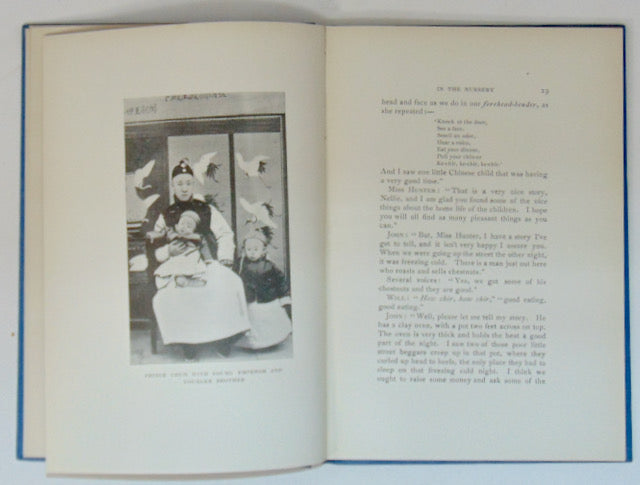 PRINCE CHUN WITH YOUNG EMPEROR AND
YOUNGER BROTHER
IN THE NURSERY 29
head and face as we do in our forehead-bender, as
she repeated:—
"Knock at the door,
See a face,
Smell an odor,
Hear a voice,
Eat your dinner,
Pull your chinner
Ke-chir, ke-chir, ke-chir."
And I saw one little Chinese child that was having
a very good time."
MISS HUNTER: "That is a very nice story,
Nellie, and I am glad you found some of the nice
things about the home life of the children. I hope
you will all find as many pleasant things as you
can."
JOHN: "But, Miss Hunter, I have a story I've
got to tell, and it isn't very happy I assure you.
When we were going up the street the other night,
it was freezing cold. There is a man just out here
who roasts and sells chestnuts."
Several voices: "Yes, we got some of his
chestnuts and they are good."
WILL: "How chir, how chir," "good eating,
good eating."
JOHN: "Well, please let me tell my story. He
has a clay oven, with a pot two feet across on top.
The oven is very thick and holds the heat a good
part of the night. I saw two of those poor little
street beggars creep up in that pot, where they
curled up head to heels, the only place they had to
sleep on that freezing cold night. I think we
ought to raise some money and ask some of the